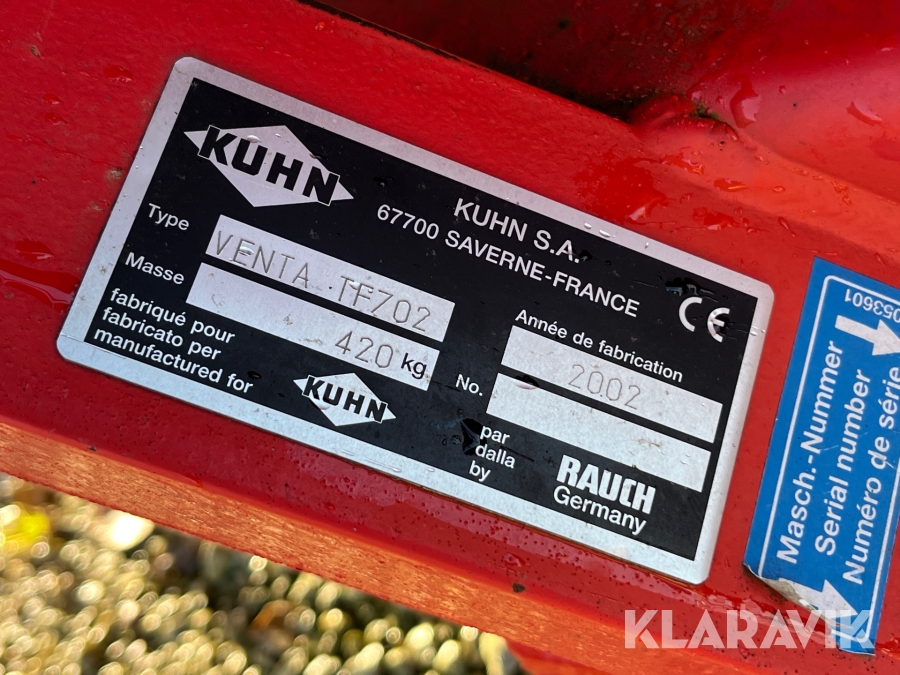 KUHN
KUHN S.A.
67700 SAVERNE-FRANCE
Type VENTA TF702
Masse 420 kg
CE
Année de fabrication
2002
No.
fabriqué pour
fabricato per
manufactured for
KUHN
par
dalla
by
RAUCH
Germany
0053601
Masch.-Nummer
Serial number
Numéro de série
KLARAVIK